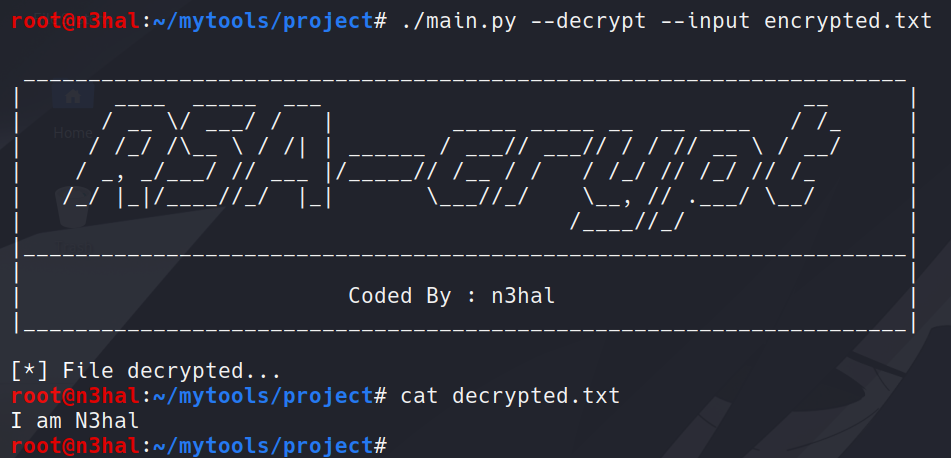 root@n3hal:~/mytools/project# ./main.py --decrypt --input encrypted.txt
RSA-crypt
Home
Coded By : n3hal
[*] File decrypted...
root@n3hal:~/mytools/project# cat decrypted.txt
I am N3hal
root@n3hal:~/mytools/project#